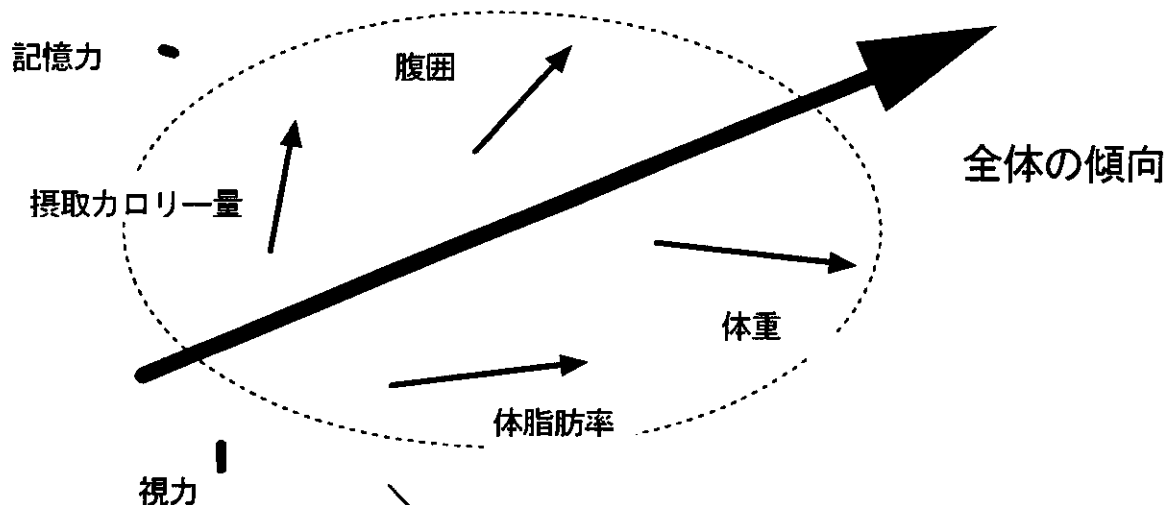 記憶力
腹囲
全体の傾向
摂取カロリー量
体重
体脂肪率
視力